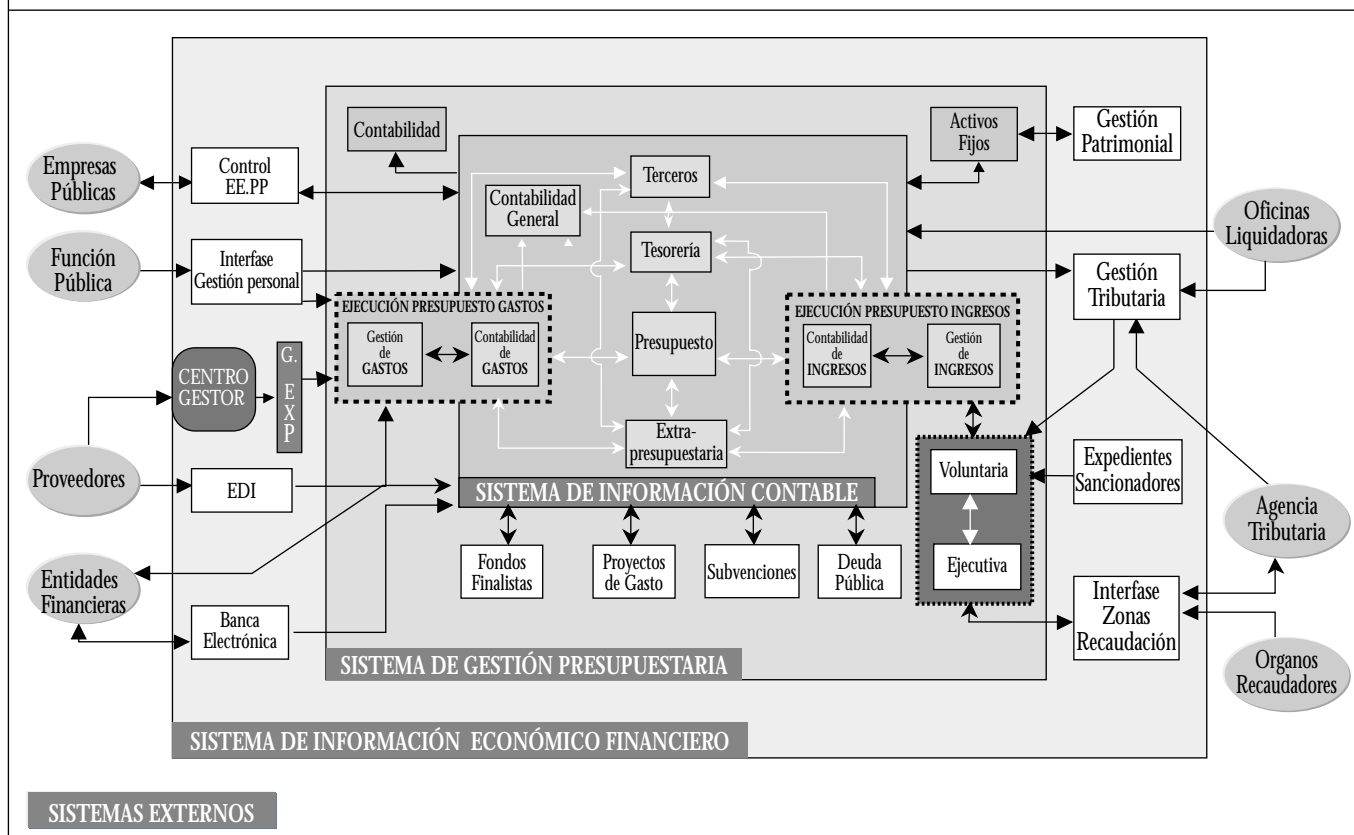 Contabilidad
Activos
Fijos
Gestión
Patrimonial
Empresas
Públicas
Control
EE.PP
Terceros
Contabilidad
General
Oficinas
Liquidadoras
Función
Pública
Interfase
Gestión personal
Tesorería
Gestión
Tributaria
EJECUCIÓN PRESUPUESTO GASTOS
Gestión
de
GASTOS
Contabilidad
de
GASTOS
Presupuesto
EJECUCIÓN PRESUPUESTO INGRESOS
Contabilidad
de
INGRESOS
Gestión
de
INGRESOS
CENTRO
GESTOR
G.
E
X
P
Extra-
presupuestaria
Proveedores
EDI
SISTEMA DE INFORMACIÓN CONTABLE
Voluntaria
Expedientes
Sancionadores
Agencia
Tributaria
Entidades
Financieras
Fondos
Finalistas
Proyectos
de Gasto
Subvenciones
Deuda
Pública
Ejecutiva
Banca
Electrónica
Interfase
Zonas
Recaudación
Organos
Recaudadores
SISTEMA DE GESTIÓN PRESUPUESTARIA
SISTEMA DE INFORMACIÓN ECONÓMICO FINANCIERO
SISTEMAS EXTERNOS